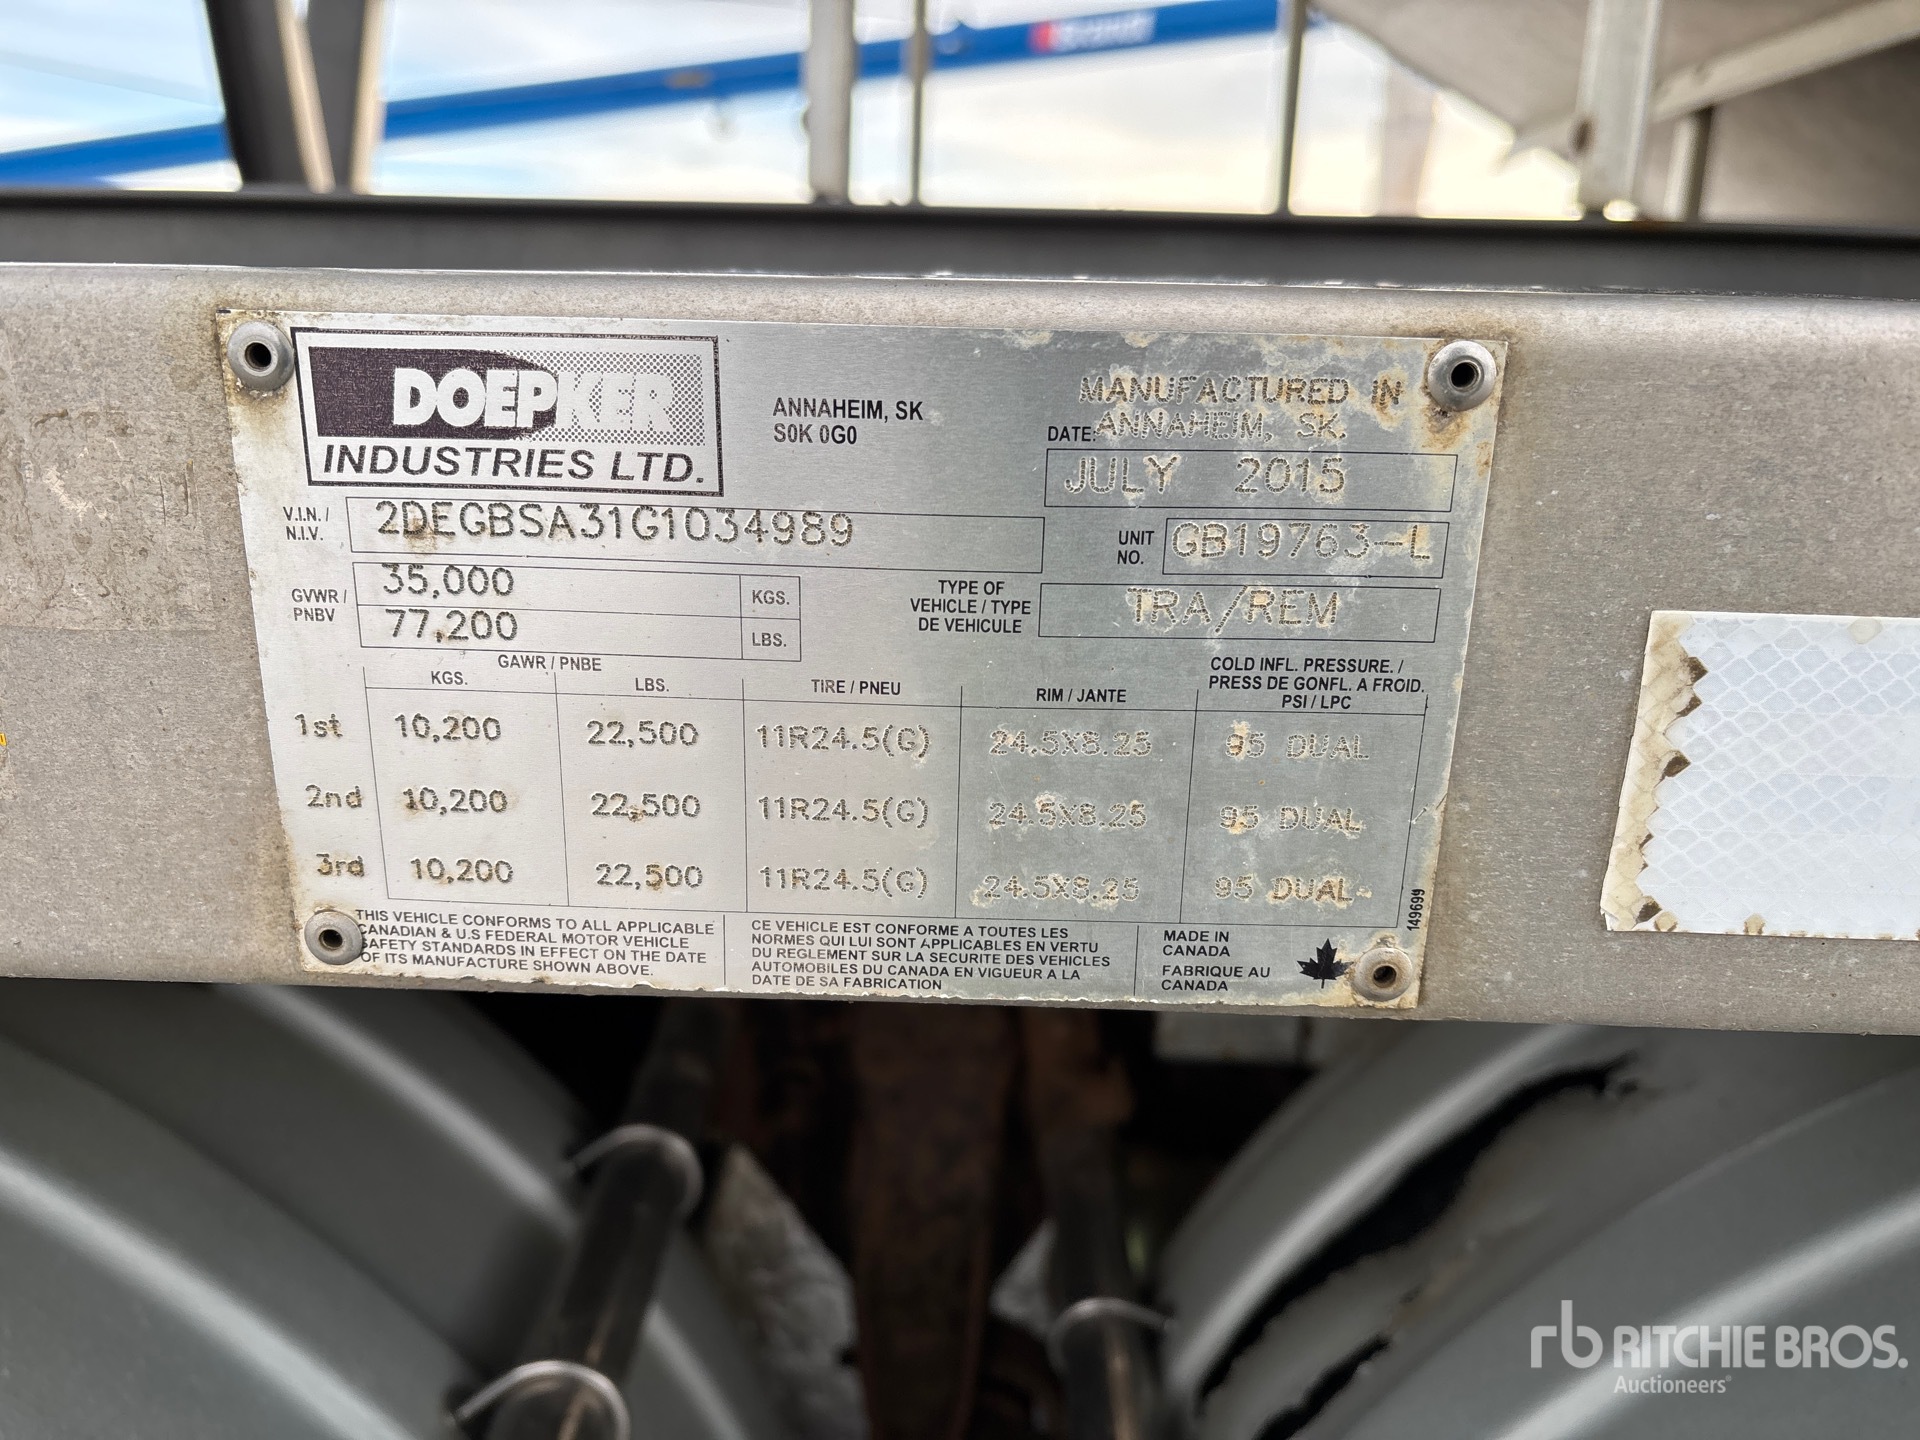 Brandt
DOEPKER
INDUSTRIES LTD.
ANNAHEIM, SK
S0K 0G0
MANUFACTURED IN
ANNAHEIM, SK.
DATE:
JULY 2015
V.I.N. /
N.I.V.
2DEGBSA31G1034989
UNIT
NO.
GB19763-L
GVWR /
PNBV
35,000 KGS.
77,200 LBS.
TYPE OF
VEHICLE / TYPE
DE VEHICULE
TRA/REM
GAWR / PNBE
COLD INFL. PRESSURE. /
PRESS DE GONFL. A FROID.
KGS. LBS. TIRE / PNEU RIM / JANTE PSI / LPC
1st 10,200 22,500 11R24.5(G) 24.5X8.25 95 DUAL
2nd 10,200 22,500 11R24.5(G) 24.5X8.25 95 DUAL
3rd 10,200 22,500 11R24.5(G) 24.5X8.25 95 DUAL
149699
THIS VEHICLE CONFORMS TO ALL APPLICABLE
CANADIAN & U.S FEDERAL MOTOR VEHICLE
SAFETY STANDARDS IN EFFECT ON THE DATE
OF ITS MANUFACTURE SHOWN ABOVE.
CE VEHICLE EST CONFORME A TOUTES LES
NORMES QUI LUI SONT APPLICABLES EN VERTU
DU REGLEMENT SUR LA SECURITE DES VEHICLES
AUTOMOBILES DU CANADA EN VIGUEUR A LA
DATE DE SA FABRICATION
MADE IN
CANADA
FABRIQUE AU
CANADA
rb RITCHIE BROS.
Auctioneers